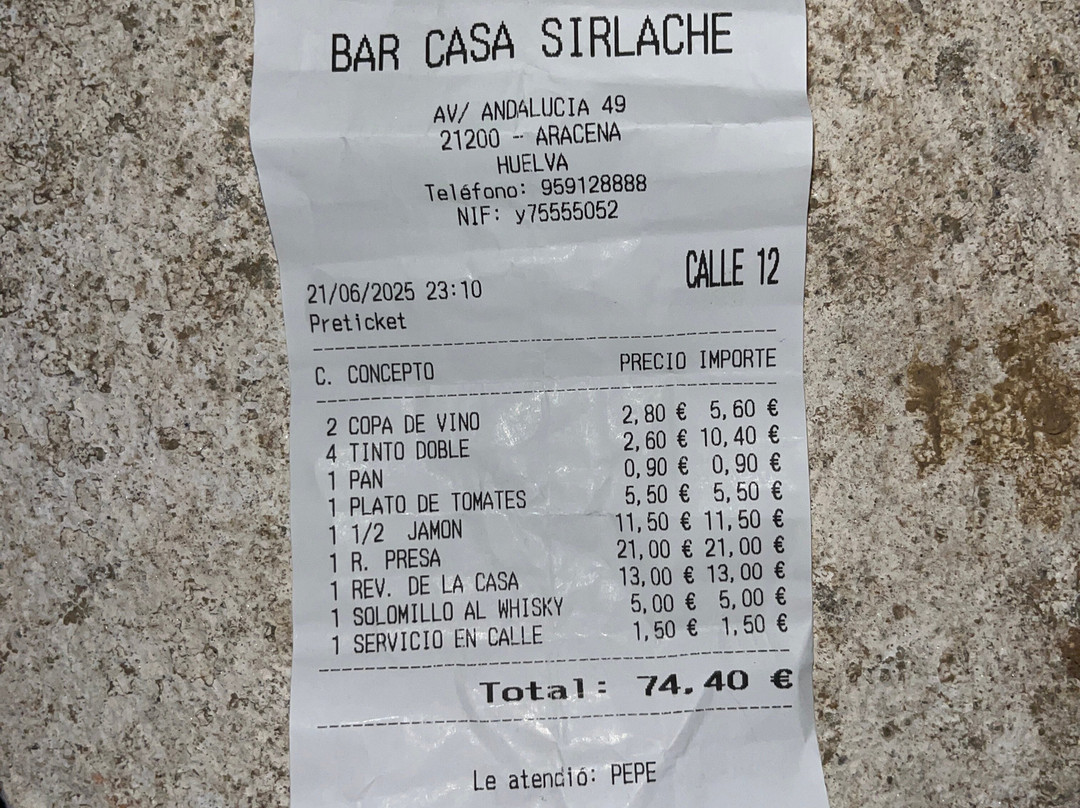 BAR CASA SIRLACHE
AV/ ANDALUCIA 49
21200 - ARACENA
HUELVA
Teléfono: 959128888
NIF: y75555052
CALLE 12
21/06/2025 23:10
Preticket
C. CONCEPTO PRECIO IMPORTE
2 COPA DE VINO 2,80 € 5,60 €
4 TINTO DOBLE 2,60 € 10,40 €
1 PAN 0,90 € 0,90 €
1 PLATO DE TOMATES 5,50 € 5,50 €
1 1/2 JAMON 11,50 € 11,50 €
1 R. PRESA 21,00 € 21,00 €
1 REV. DE LA CASA 13,00 € 13,00 €
1 SOLOMILLO AL WHISKY 5,00 € 5,00 €
1 SERVICIO EN CALLE 1,50 € 1,50 €
Total: 74,40 €
Le atendió: PEPE